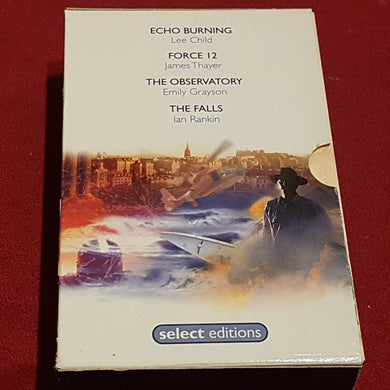 ECHO BURNING
Lee Child
FORCE 12
James Thayer
THE OBSERVATORY
Emily Grayson
THE FALLS
Ian Rankin
select editions